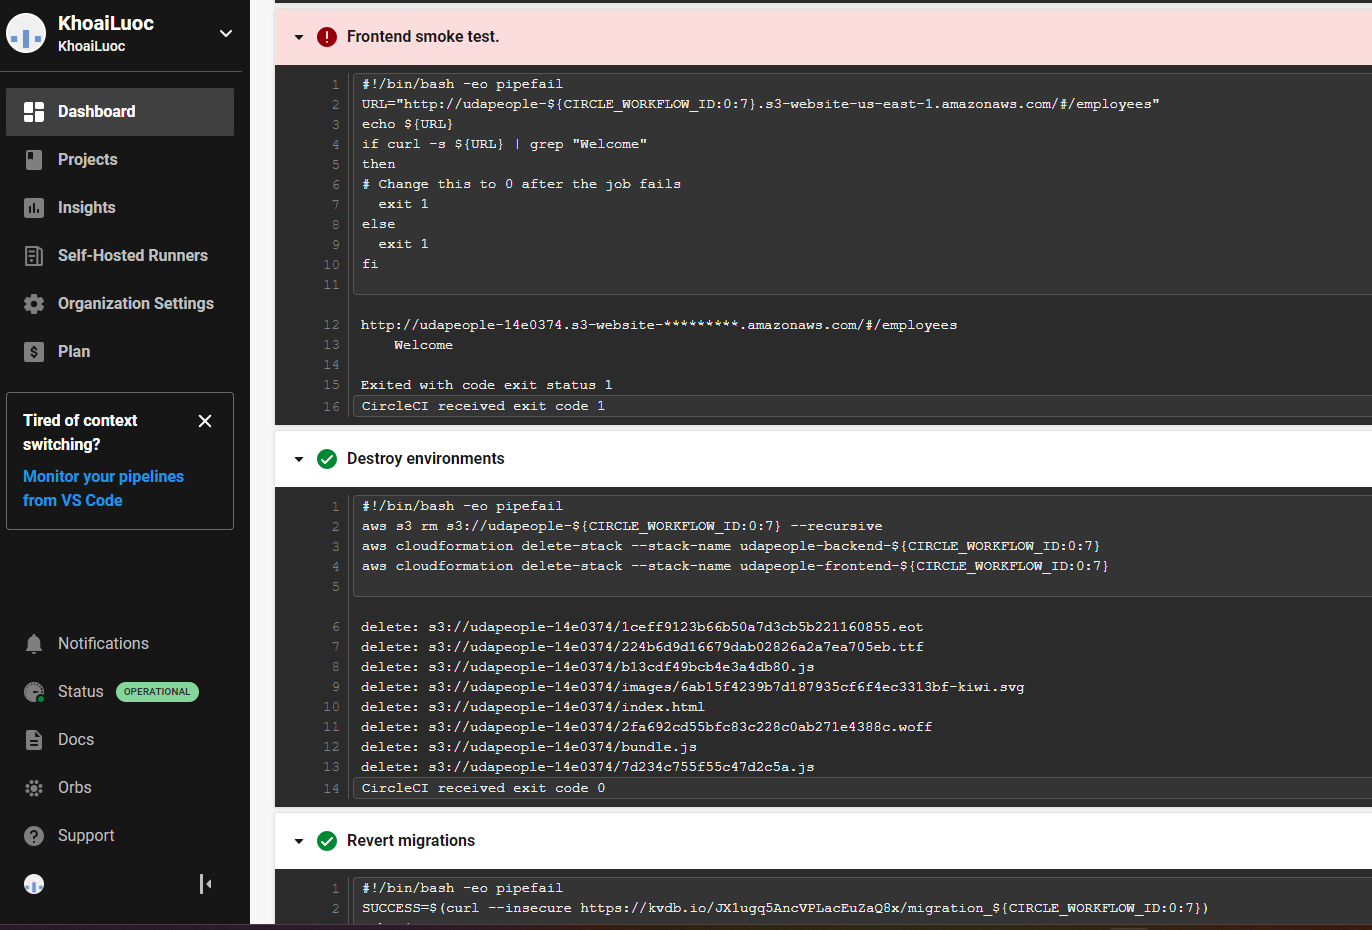 KhoaiLuoc
KhoaiLuoc
Dashboard
Projects
Insights
Self-Hosted Runners
Organization Settings
Plan
Tired of context
switching?
Monitor your pipelines
from VS Code
Notifications
Status OPERATIONAL
Docs
Orbs
Support
Frontend smoke test.
1 #!/bin/bash -eo pipefail
2 URL="http://udapeople-${CIRCLE_WORKFLOW_ID:0:7}.s3-website-us-east-1.amazonaws.com/#/employees"
3 echo ${URL}
4 if curl -s ${URL} | grep "Welcome"
5 then
6 # Change this to 0 after the job fails
7 exit 1
8 else
9 exit 1
10 fi
11
12 http://udapeople-14e0374.s3-website-*********.amazonaws.com/#/employees
13 Welcome
14
15 Exited with code exit status 1
16 CircleCI received exit code 1
Destroy environments
1 #!/bin/bash -eo pipefail
2 aws s3 rm s3://udapeople-${CIRCLE_WORKFLOW_ID:0:7} --recursive
3 aws cloudformation delete-stack --stack-name udapeople-backend-${CIRCLE_WORKFLOW_ID:0:7}
4 aws cloudformation delete-stack --stack-name udapeople-frontend-${CIRCLE_WORKFLOW_ID:0:7}
5
6 delete: s3://udapeople-14e0374/1ceff9123b66b50a7d3cb5b221160855.eot
7 delete: s3://udapeople-14e0374/224b6d9d16679dab02826a2a7ea705eb.ttf
8 delete: s3://udapeople-14e0374/b13cdf49bcb4e3a4db80.js
9 delete: s3://udapeople-14e0374/images/6ab15f4239b7d187935cf6f4ec3313bf-kiwi.svg
10 delete: s3://udapeople-14e0374/index.html
11 delete: s3://udapeople-14e0374/2fa692cd55bfc83c228c0ab271e4388c.woff
12 delete: s3://udapeople-14e0374/bundle.js
13 delete: s3://udapeople-14e0374/7d234c755f55c47d2c5a.js
14 CircleCI received exit code 0
Revert migrations
1 #!/bin/bash -eo pipefail
2 SUCCESS=$(curl --insecure https://kvdb.io/JX1ugq5AncVPLacEuZaQ8x/migration_${CIRCLE_WORKFLOW_ID:0:7})